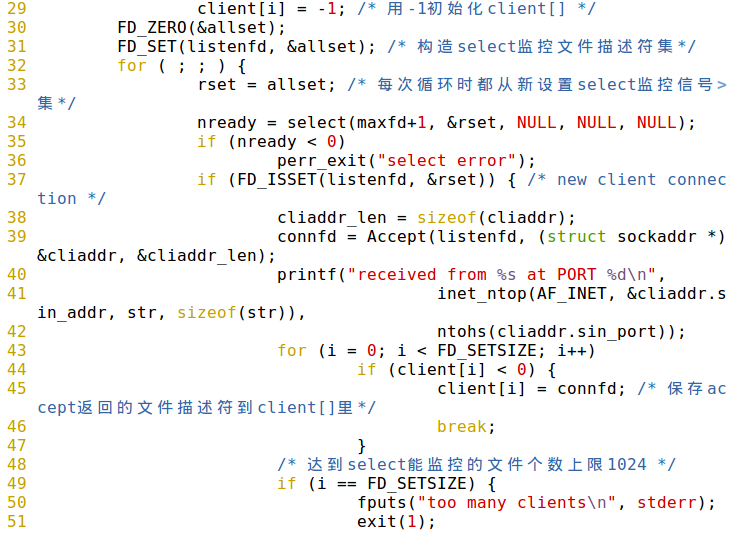 29                 client[i] = -1; /* 用-1初始化client[] */
30         FD_ZERO(&allset);
31         FD_SET(listenfd, &allset); /* 构造select监控文件描述符集*/
32         for ( ; ; ) {
33                 rset = allset; /* 每次循环时都从新设置select监控信号>
集*/
34                 nready = select(maxfd+1, &rset, NULL, NULL, NULL);
35                 if (nready < 0)
36                         perr_exit("select error");
37                 if (FD_ISSET(listenfd, &rset)) { /* new client connec
tion */
38                         cliaddr_len = sizeof(cliaddr);
39                         connfd = Accept(listenfd, (struct sockaddr *)
&cliaddr, &cliaddr_len);
40                         printf("received from %s at PORT %d\n",
41                                         inet_ntop(AF_INET, &cliaddr.s
in_addr, str, sizeof(str)),
42                                         ntohs(cliaddr.sin_port));
43                         for (i = 0; i < FD_SETSIZE; i++)
44                                 if (client[i] < 0) {
45                                         client[i] = connfd; /* 保存ac
cept返回的文件描述符到client[]里*/
46                                         break;
47                                 }
48                         /* 达到select能监控的文件个数上限1024 */
49                         if (i == FD_SETSIZE) {
50                                 fputs("too many clients\n", stderr);
51                                 exit(1);